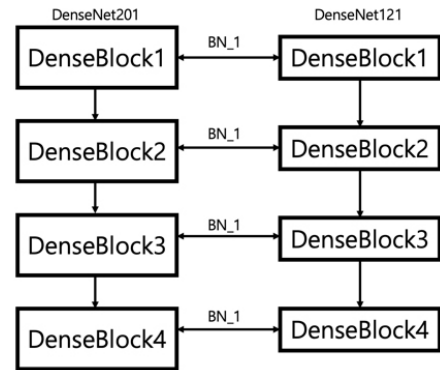 DenseNet201 DenseNet121
DenseBlock1 BN_1 DenseBlock1
DenseBlock2 BN_1 DenseBlock2
DenseBlock3 BN_1 DenseBlock3
DenseBlock4 BN_1 DenseBlock4